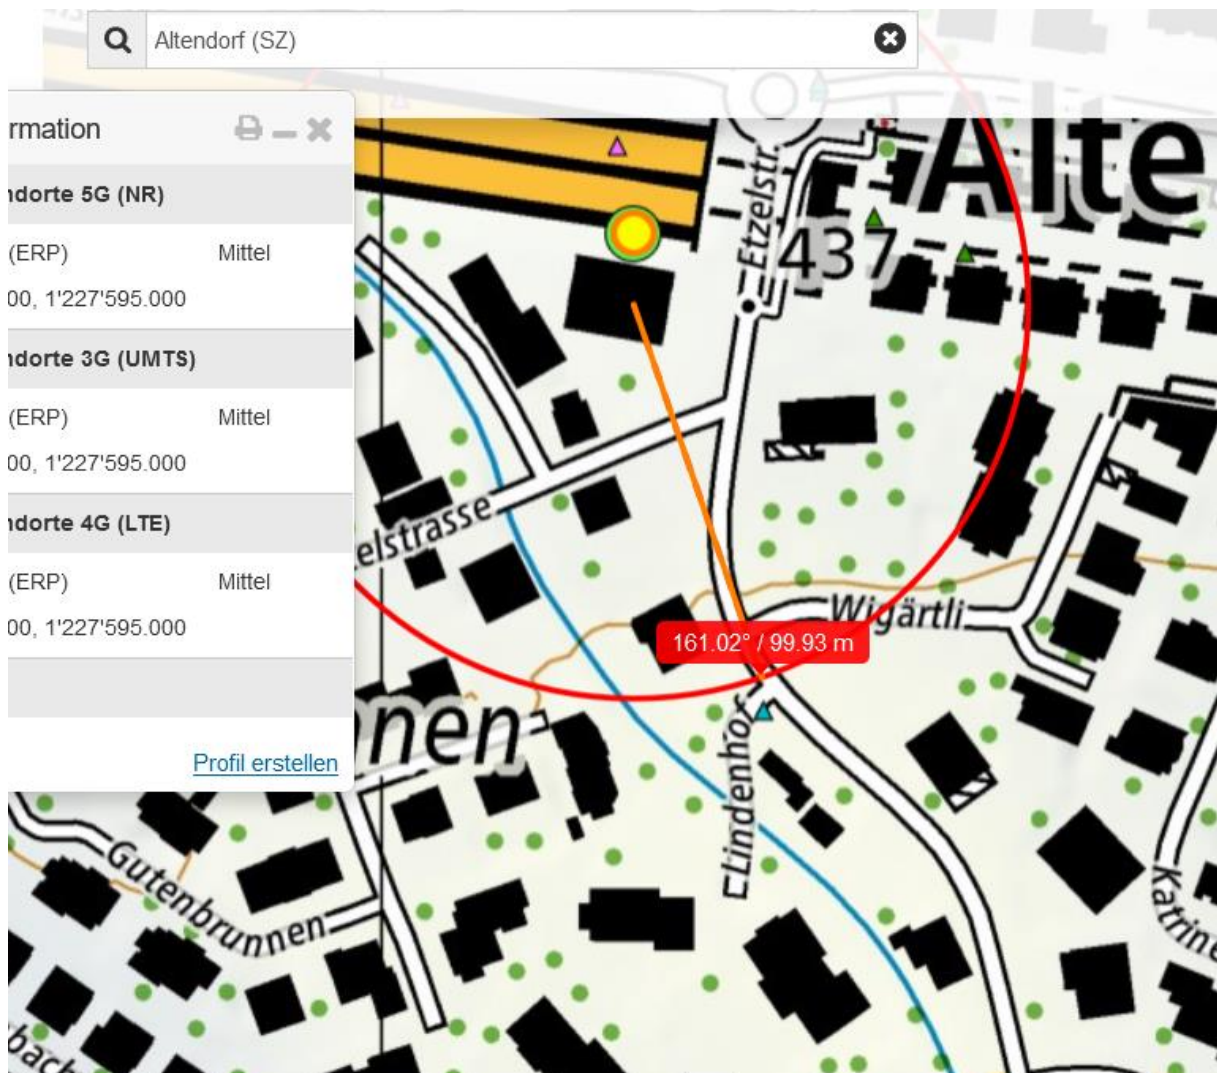 Altendorf (SZ)
rmation
ndorte 5G (NR)
(ERP) Mittel
00, 1'227'595.000
ndorte 3G (UMTS)
(ERP) Mittel
00, 1'227'595.000
ndorte 4G (LTE)
(ERP) Mittel
00, 1'227'595.000
Profil erstellen
Alte
Etzelstr.
437
elstrasse
Wigärtli
161.02° / 99.93 m
nnen
Lindenhof
Gutenbrunnen
Katrine
bach